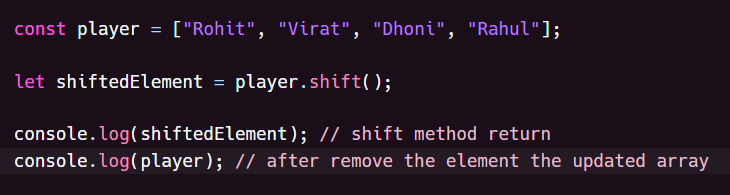 const player = ["Rohit", "Virat", "Dhoni", "Rahul"];
let shiftedElement = player.shift();
console.log(shiftedElement); // shift method return
console.log(player); // after remove the element the updated array